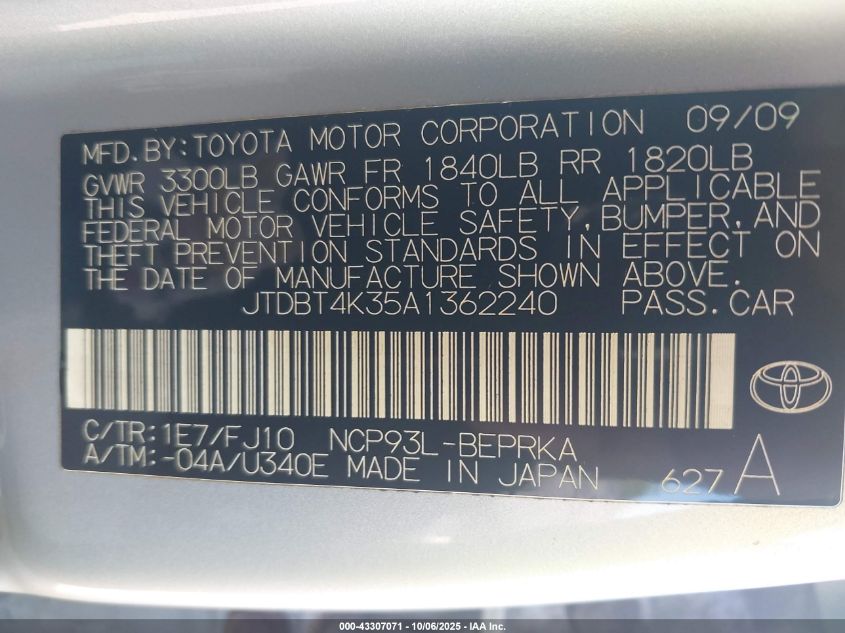 MFD. BY: TOYOTA MOTOR CORPORATION 09/09
GVWR 3300LB GAWR FR 1840LB RR 1820LB
THIS VEHICLE CONFORMS TO ALL APPLICABLE
FEDERAL MOTOR VEHICLE SAFETY, BUMPER, AND
THEFT PREVENTION STANDARDS IN EFFECT ON
THE DATE OF MANUFACTURE SHOWN ABOVE.
JTDBT4K35A1362240 PASS. CAR
C/TR: 1E7/FJ10 NCP93L-BEPRKA
A/TM: -04A/U340E MADE IN JAPAN 627 A
000-43307071 - 10/06/2025 - IAA Inc.